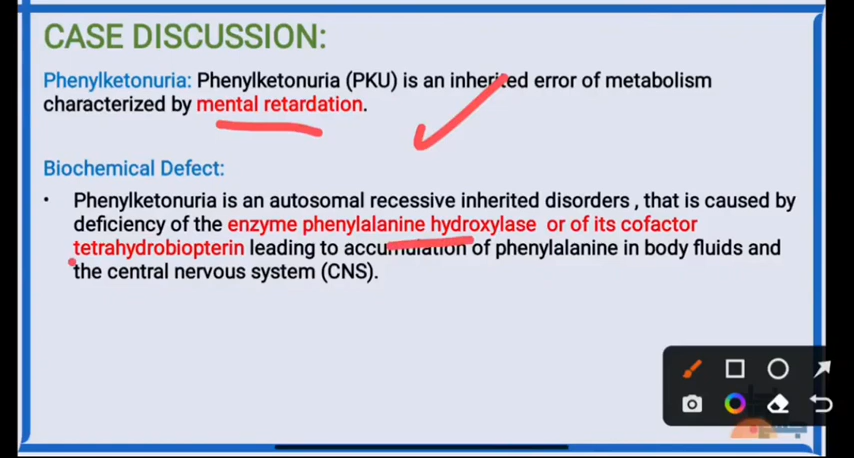 CASE DISCUSSION:
Phenylketonuria: Phenylketonuria (PKU) is an inherited error of metabolism
characterized by mental retardation.
Biochemical Defect:
• Phenylketonuria is an autosomal recessive inherited disorders , that is caused by
deficiency of the enzyme phenylalanine hydroxylase or of its cofactor
tetrahydrobiopterin leading to accumulation of phenylalanine in body fluids and
the central nervous system (CNS).